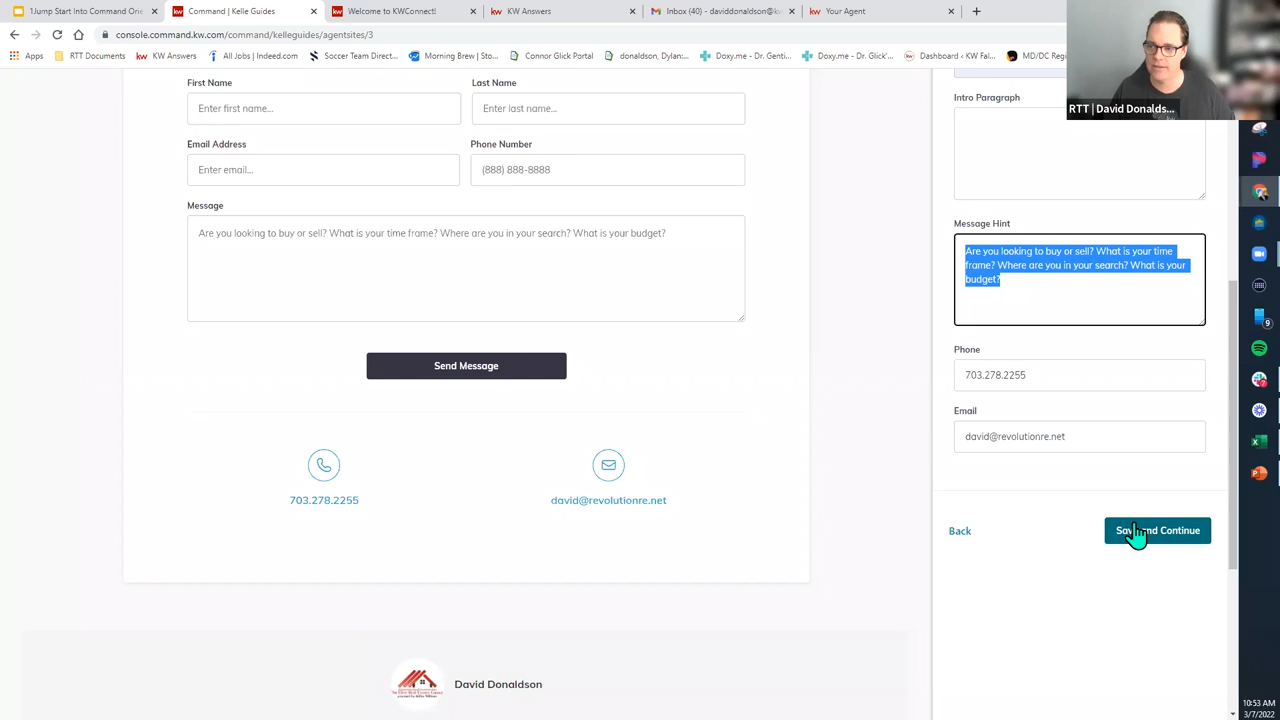 1Jump Start Into Command Orie
Command | Kelle Guides
Welcome to KWConnect!
KW Answers
Inbox (40) - daviddonaldson@k
Your Agent
console.command.kw.com/command/kelleguides/agentsites/3
Apps
RTT Documents
KW Answers
All Jobs | Indeed.com
Soccer Team Direct...
Morning Brew | Sto...
Connor Glick Portal
donaldson, Dylan:...
Doxy.me - Dr. Genti...
Doxy.me - Dr. Glick'...
Dashboard ‹ KW Fal...
MD/DC Regi
RTT | David Donalds...
First Name
Last Name
Enter first name...
Enter last name...
Email Address
Phone Number
Enter email...
(888) 888-8888
Message
Are you looking to buy or sell? What is your time frame? Where are you in your search? What is your budget?
Send Message
703.278.2255
david@revolutionre.net
David Donaldson
Intro Paragraph
Message Hint
Are you looking to buy or sell? What is your time
frame? Where are you in your search? What is your
budget?
Phone
703.278.2255
Email
david@revolutionre.net
Back
Save and Continue
9
10:53 AM
3/7/2022